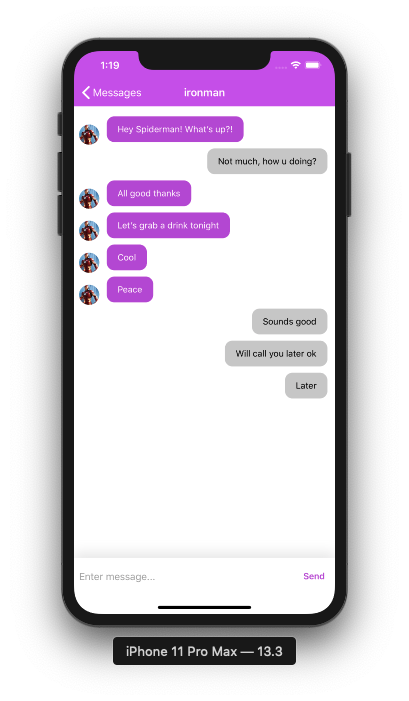 1:19
Messages
ironman
Hey Spiderman! What's up?!
Not much, how u doing?
All good thanks
Let's grab a drink tonight
Cool
Peace
Sounds good
Will call you later ok
Later
Enter message...
Send
iPhone 11 Pro Max — 13.3